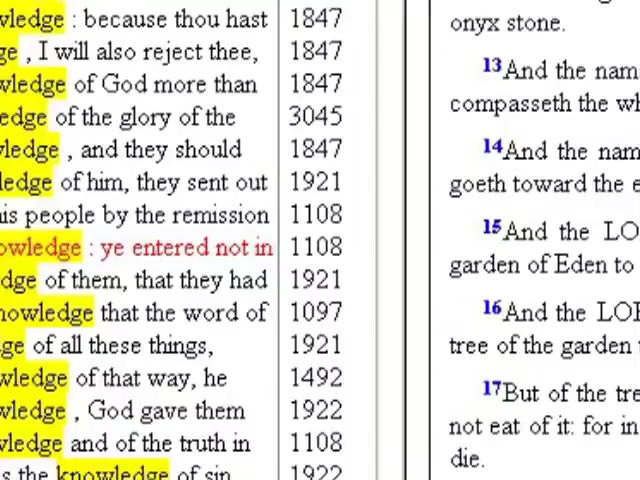 wledge : because thou hast 1847
ge , I will also reject thee, 1847
wledge of God more than 1847
edge of the glory of the 3045
ledge , and they should 1847
ledge of him, they sent out 1921
his people by the remission 1108
owledge : ye entered not in 1108
dge of them, that they had 1921
nowledge that the word of 1097
ge of all these things, 1921
wledge of that way, he 1492
wledge , God gave them 1922
wledge and of the truth in 1108
s the knowledge of sin 1922
onyx stone.
13And the nam
compasseth the wh
14And the nam
goeth toward the e
15And the LO
garden of Eden to
16And the LOR
tree of the garden
17But of the tre
not eat of it: for in
die.